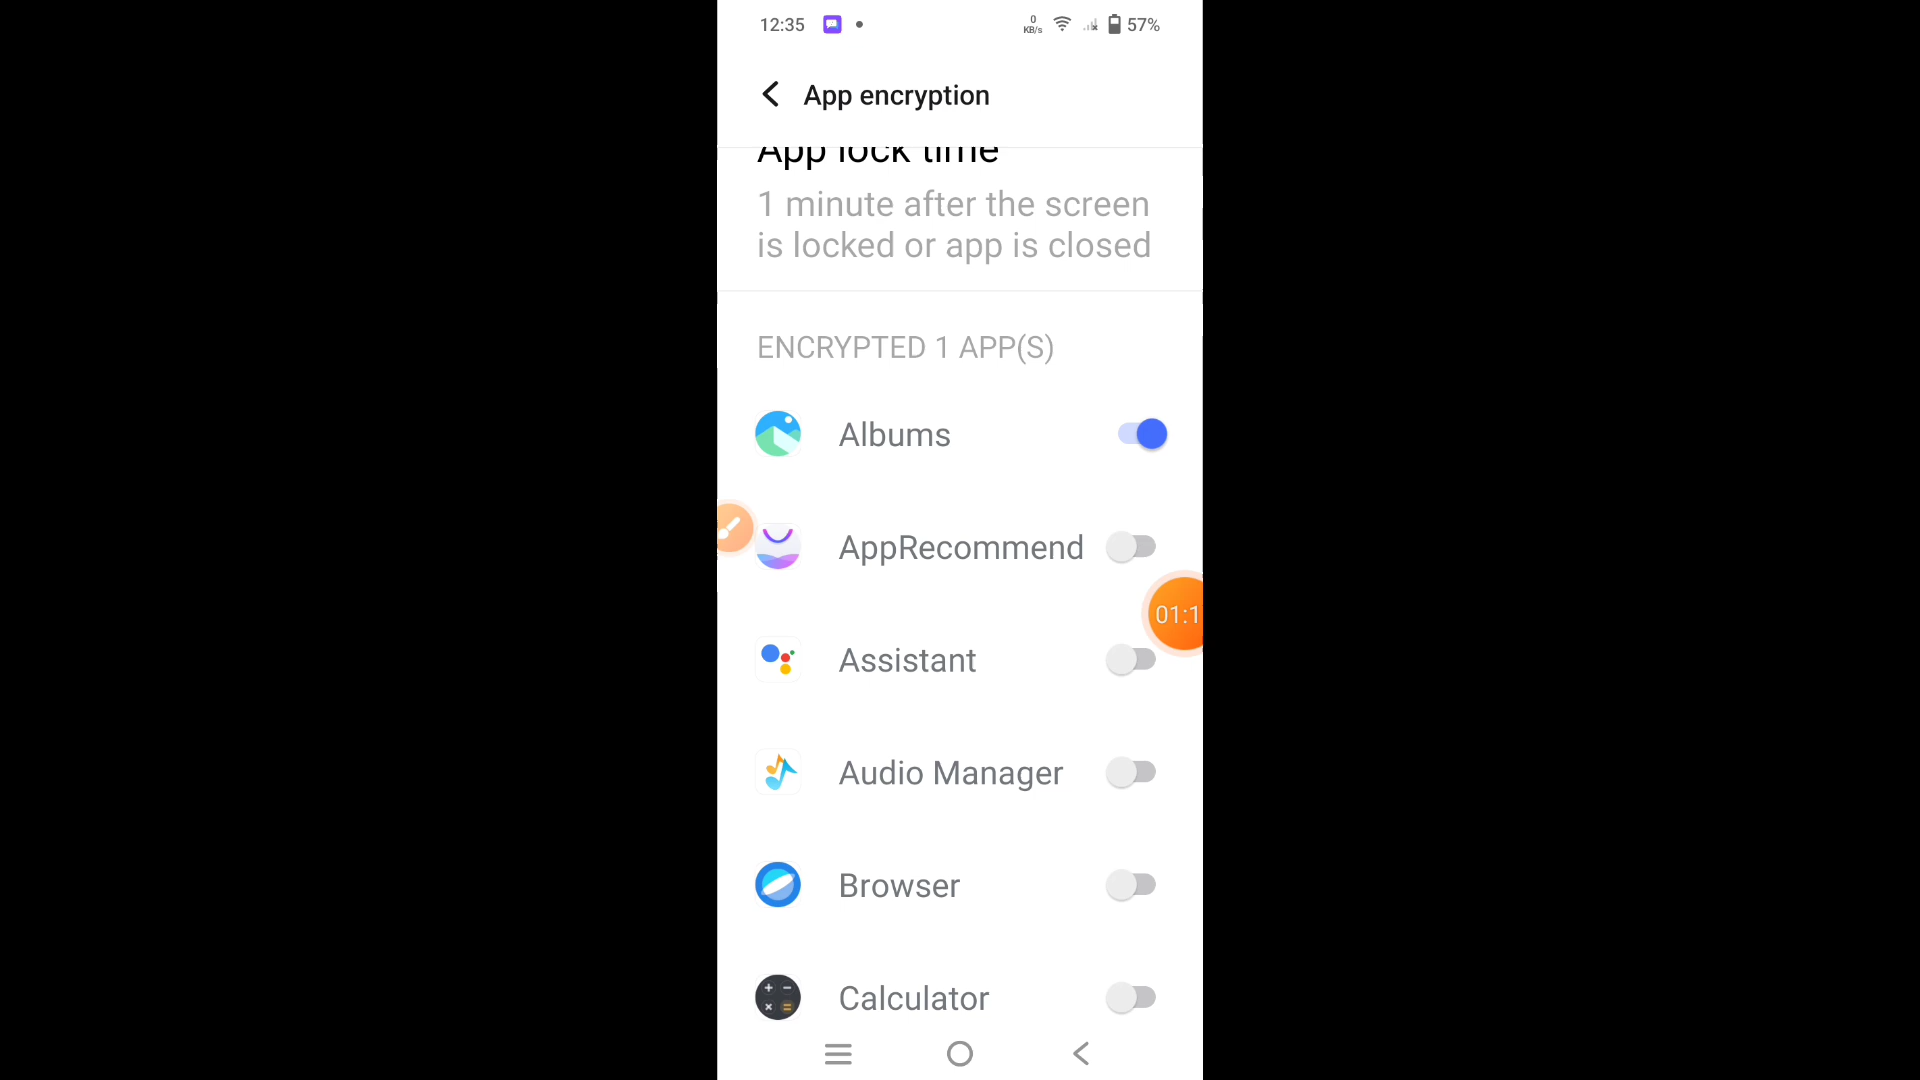 12:35
0
KB/s
57%
App encryption
App lock time
1 minute after the screen
is locked or app is closed
ENCRYPTED 1 APP(S)
Albums
AppRecommend
01:1
Assistant
Audio Manager
Browser
Calculator